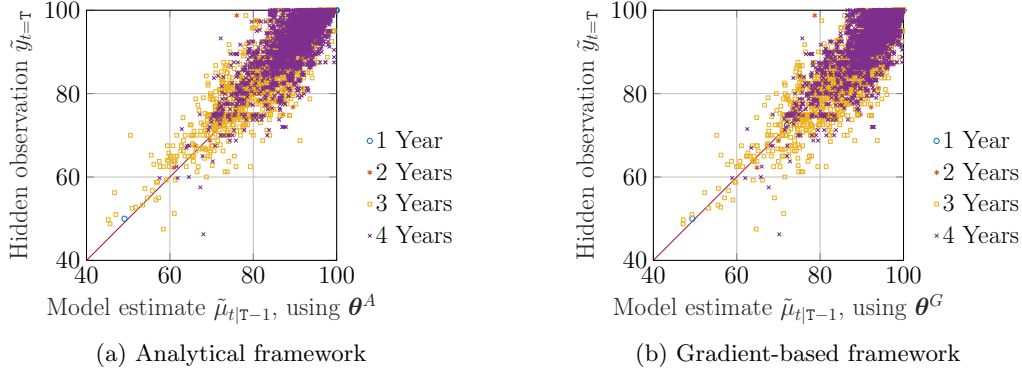 100
80
60
40
40 60 80 100
Hidden observation ỹ_{t=T}
Model estimate μ̃_{t|T−1}, using θ^A
1 Year
2 Years
3 Years
4 Years
(a) Analytical framework
100
80
60
40
40 60 80 100
Hidden observation ỹ_{t=T}
Model estimate μ̃_{t|T−1}, using θ^G
1 Year
2 Years
3 Years
4 Years
(b) Gradient-based framework